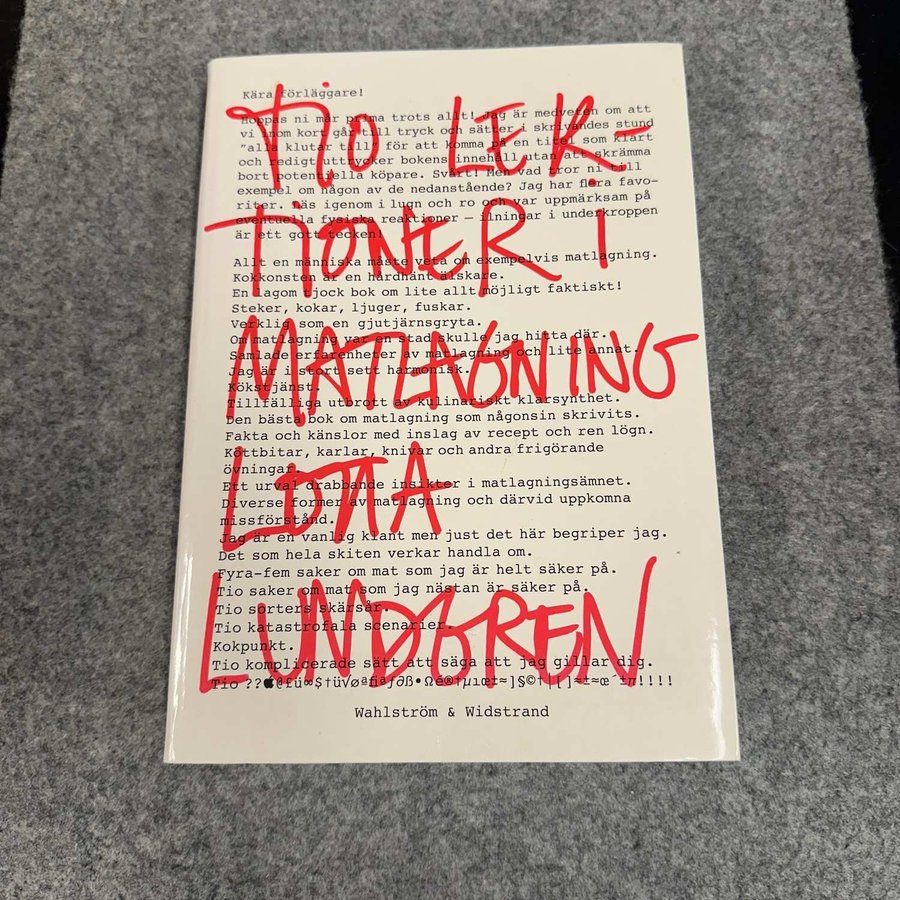 Kära förläggare!
Hoppas ni mår prima trots allt! Jag är medveten om att
vi inom kort går till tryck och sätter i skrivandes stund
"alla klutar till för att komma på en titel som klart
och redigt uttrycker bokens innehåll utan att skrämma
bort potentiella köpare. Svårt! Men vad tror ni till
exempel om någon av de nedanstående? Jag har flera favo-
riter. Läs igenom i lugn och ro och var uppmärksam på
eventuella fysiska reaktioner – ilningar i underkroppen
är ett gott tecken!
Allt en människa måste veta om exempelvis matlagning.
Kokkonsten är en hårdhänt älskare.
En lagom tjock bok om lite allt möjligt faktiskt!
Steker, kokar, ljuger, fuskar.
Verklig som en gjutjärnsgryta.
Om matlagning var en stad skulle jag hitta där.
Samlade erfarenheter av matlagning och lite annat.
Jag är i stort sett harmonisk.
Kökstjänst.
Tillfälliga utbrott av kulinariskt klarsynthet.
Den bästa bok om matlagning som någonsin skrivits.
Fakta och känslor med inslag av recept och ren lögn.
Köttbitar, karlar, knivar och andra frigörande
övningar.
Ett urval drabbande insikter i matlagningsämnet.
Diverse former av matlagning och därvid uppkomna
missförstånd.
Jag är en vanlig klant men just det här begriper jag.
Det som hela skiten verkar handla om.
Fyra-fem saker om mat som jag är helt säker på.
Tio saker om mat som jag nästan är säker på.
Tio sorters skärsår.
Tio katastrofala scenarier.
Kokpunkt.
Tio komplicerade sätt att säga att jag gillar dig.
Tio
Wahlström & Widstrand
TIO LEK-
TIONER I
MATLAGNING
LOTTA
LUNDGREN